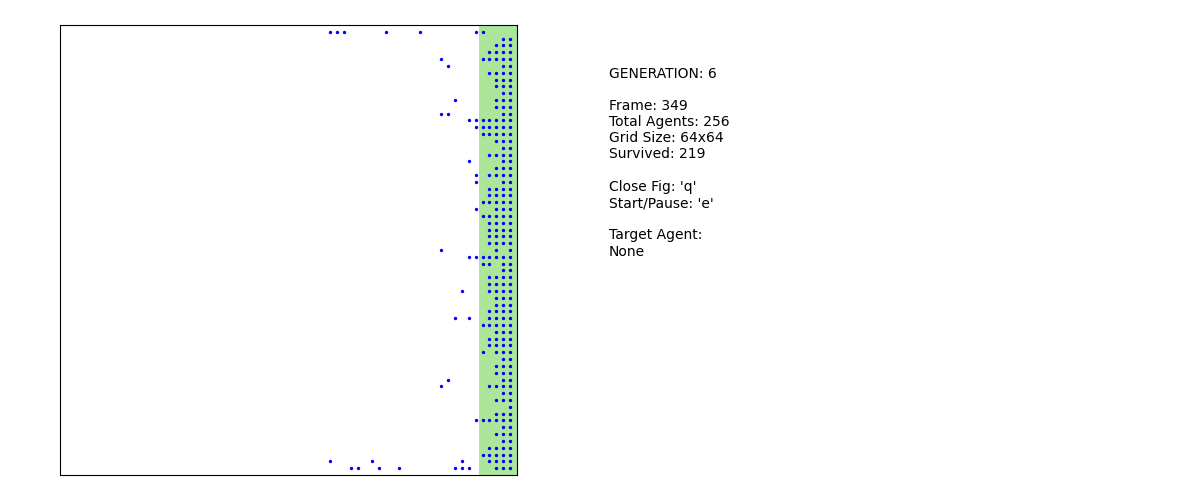 GENERATION: 6
Frame: 349
Total Agents: 256
Grid Size: 64x64
Survived: 219
Close Fig: 'q'
Start/Pause: 'e'
Target Agent:
None